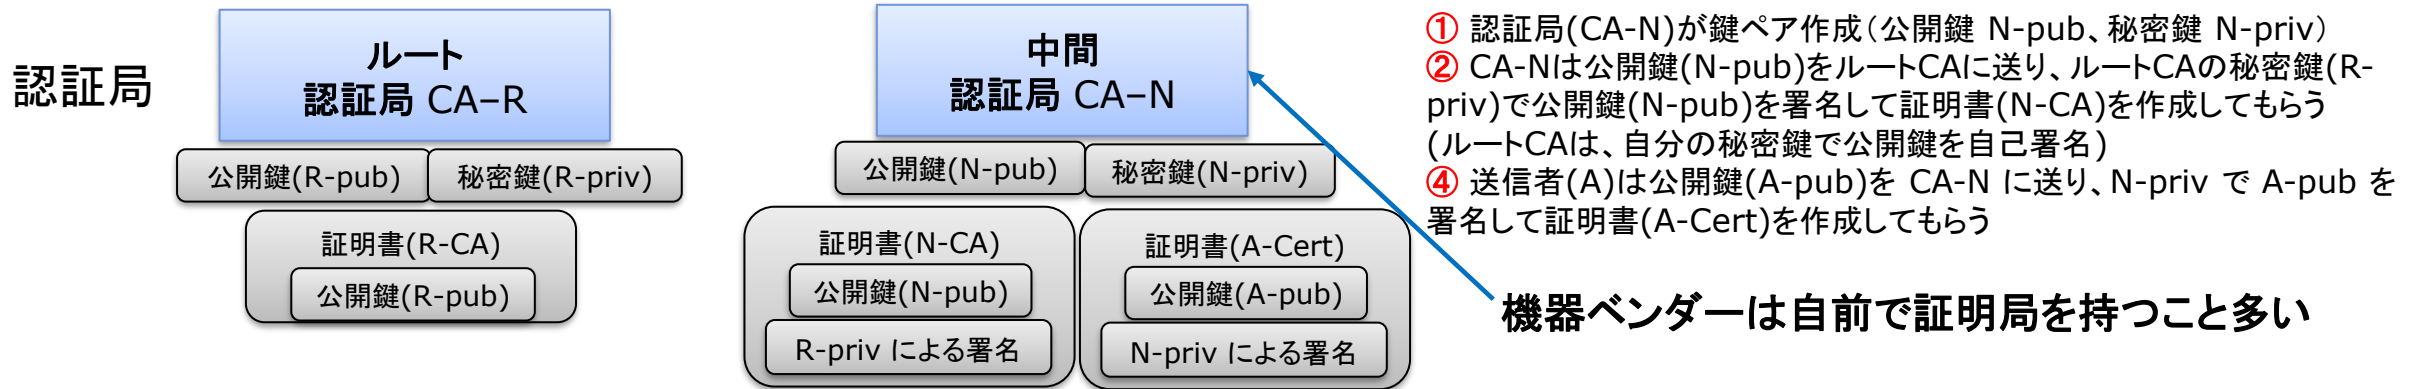 認証局
ルート
認証局 CA–R
公開鍵(R-pub)
秘密鍵(R-priv)
証明書(R-CA)
公開鍵(R-pub)
中間
認証局 CA–N
公開鍵(N-pub)
秘密鍵(N-priv)
証明書(N-CA)
公開鍵(N-pub)
R-priv による署名
証明書(A-Cert)
公開鍵(A-pub)
N-priv による署名
① 認証局(CA-N)が鍵ペア作成（公開鍵 N-pub、秘密鍵 N-priv）
② CA-Nは公開鍵(N-pub)をルートCAに送り、ルートCAの秘密鍵(R-
priv)で公開鍵(N-pub)を署名して証明書(N-CA)を作成してもらう
(ルートCAは、自分の秘密鍵で公開鍵を自己署名)
④ 送信者(A)は公開鍵(A-pub)を CA-N に送り、N-priv で A-pub を
署名して証明書(A-Cert)を作成してもらう
機器ベンダーは自前で証明局を持つこと多い